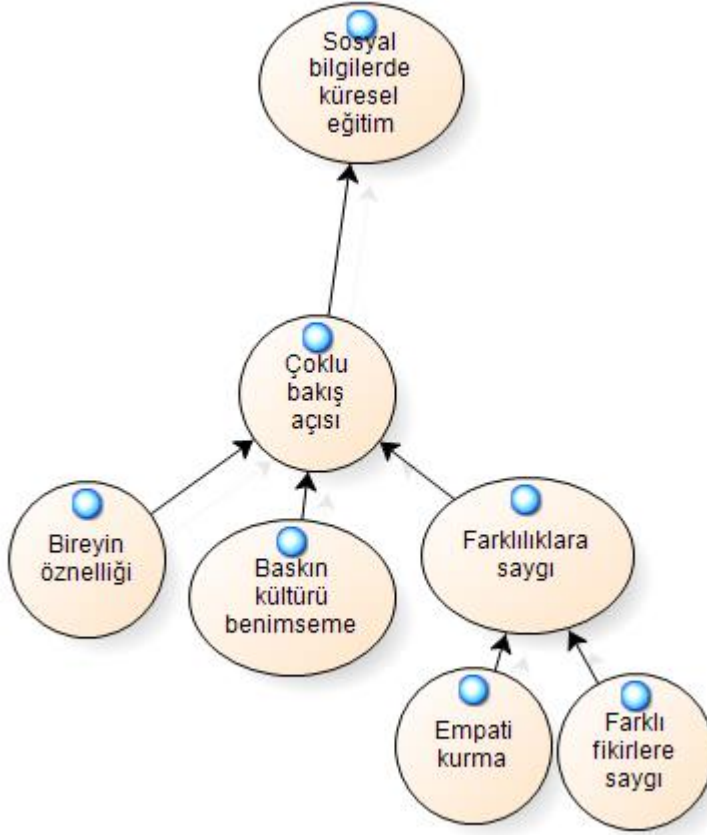 Sosyal
bilgilerde
küresel
eğitim
Çoklu
bakış
açısı
Bireyin
öznelliği
Baskın
kültürü
benimseme
Farklılıklara
saygı
Empati
kurma
Farklı
fikirlere
saygı